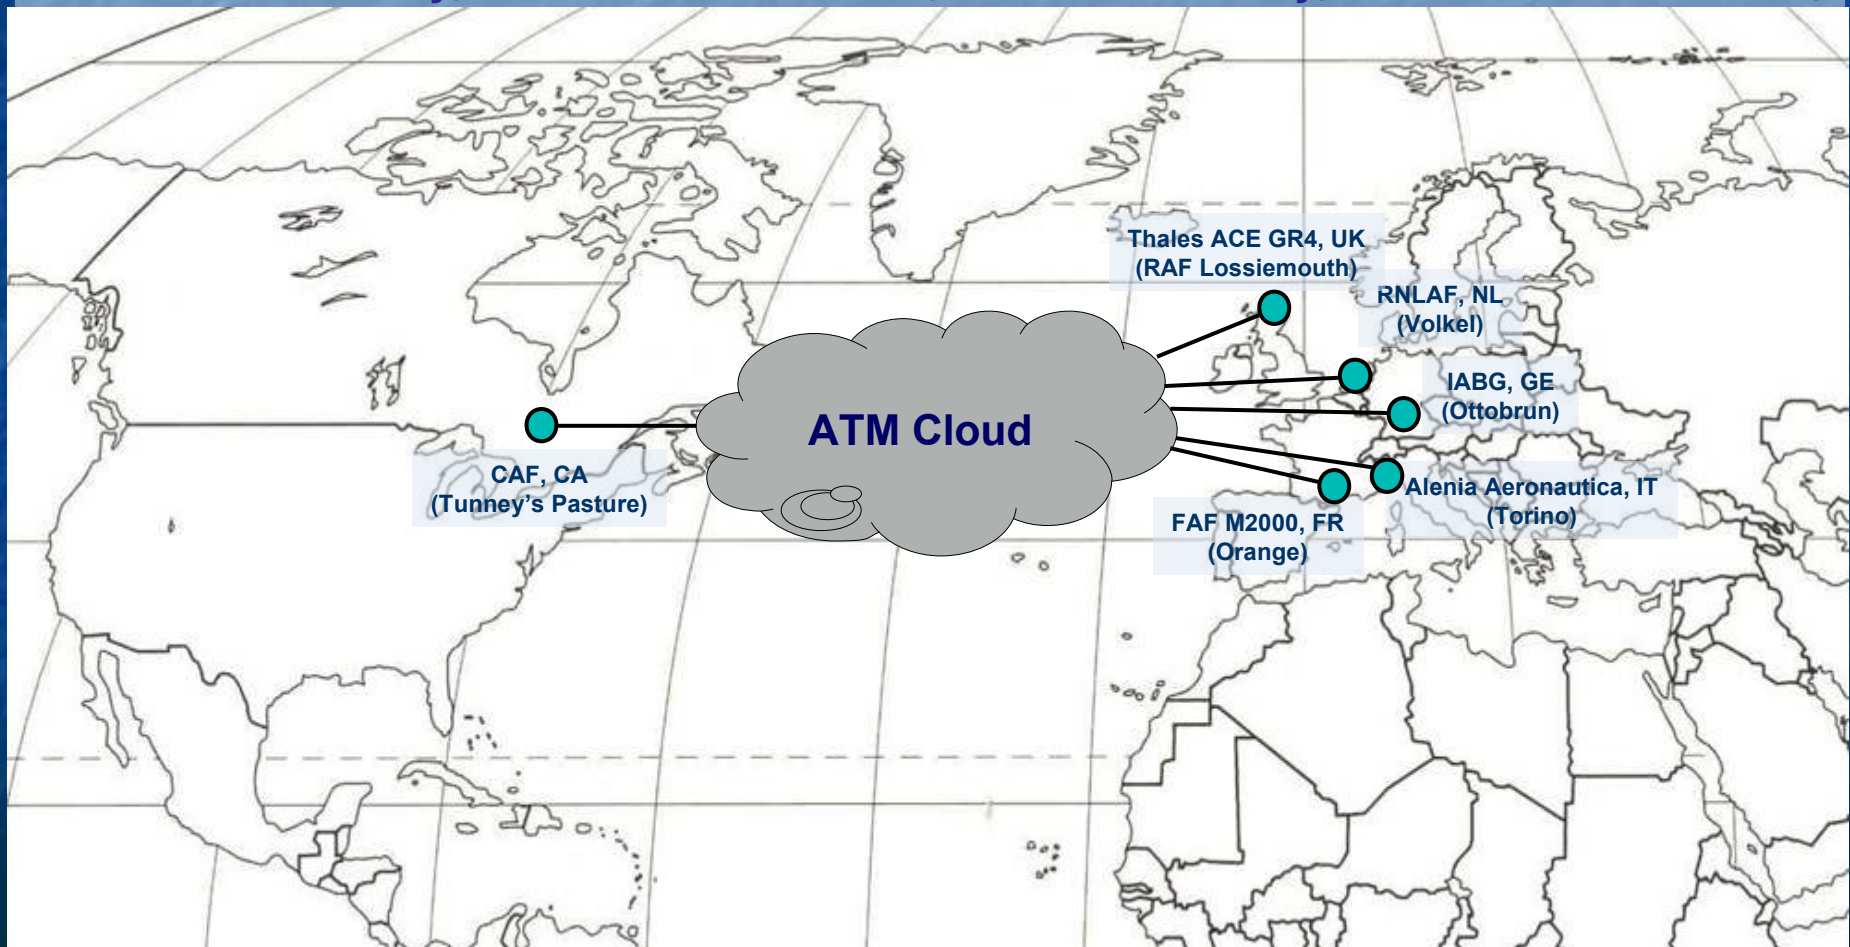 Thales ACE GR4, UK
(RAF Lossiemouth)
RNLAF, NL
(Volkel)
IABG, GE
(Ottobrun)
ATM Cloud
CAF, CA
(Tunney's Pasture)
Alenia Aeronautica, IT
(Torino)
FAF M2000, FR
(Orange)